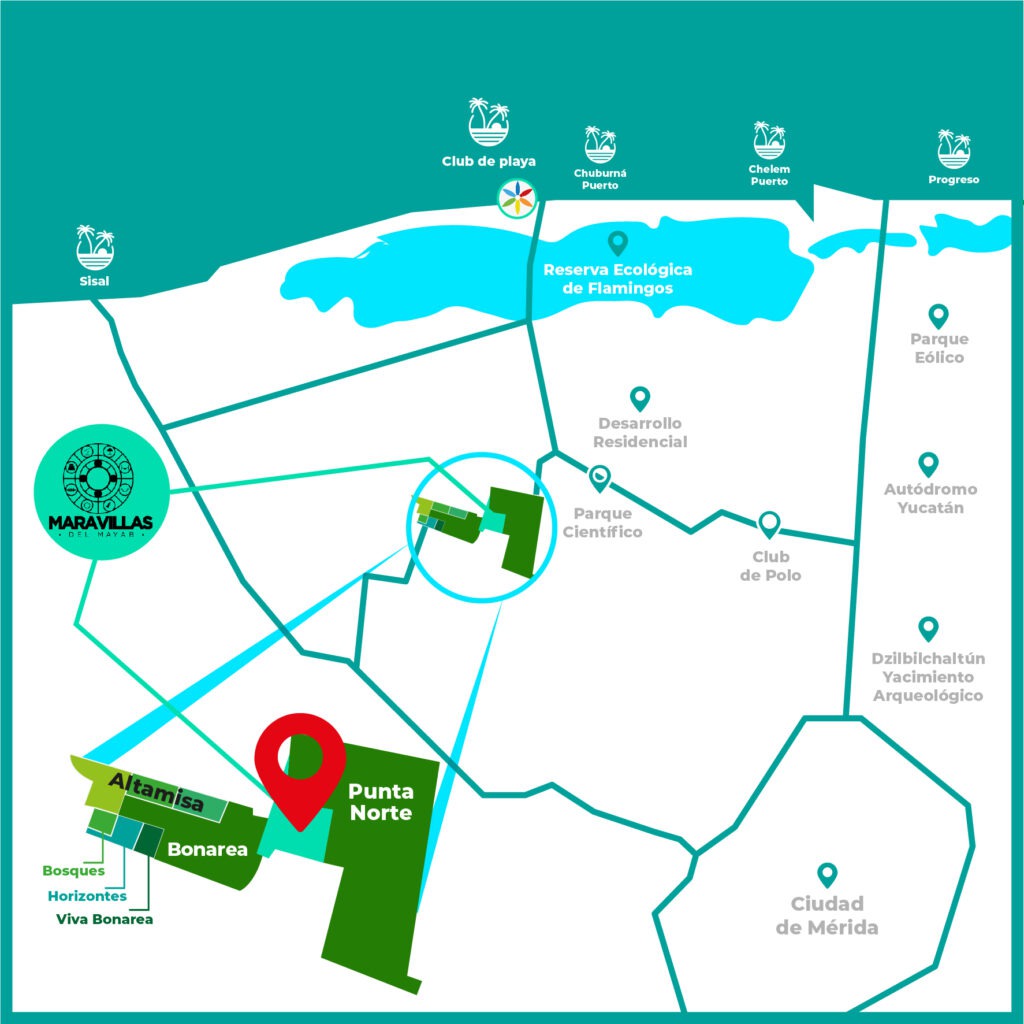 Club de playa
Chuburná
Puerto
Chelem
Puerto
Progreso
Sisal
Reserva Ecológica
de Flamingos
Parque
Eólico
Desarrollo
Residencial
Autódromo
Yucatán
MARAVILLAS
DEL MAYAB
Parque
Científico
Club
de Polo
Dzilbilchaltún
Yacimiento
Arqueológico
Altamisa
Punta
Norte
Bonarea
Bosques
Horizontes
Viva Bonarea
Ciudad
de Mérida